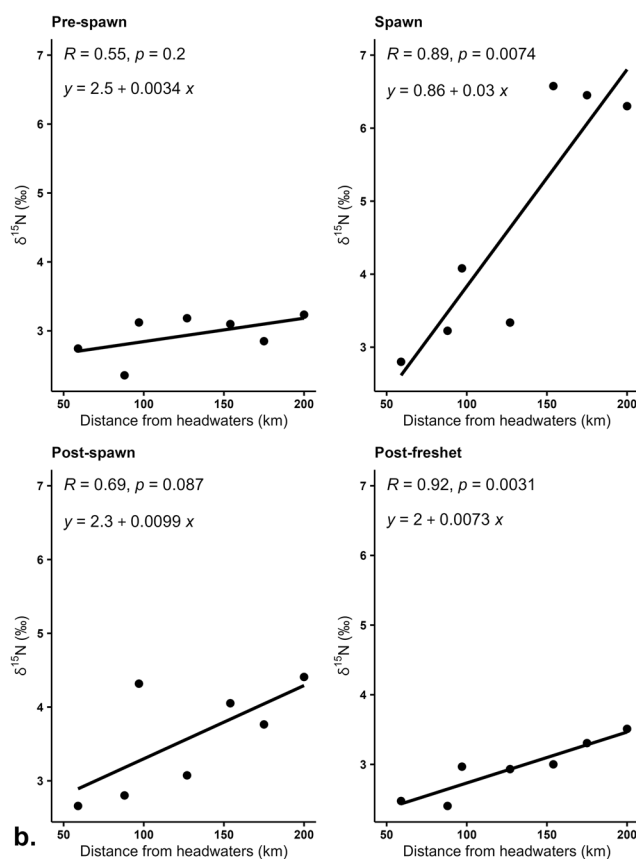 Pre-spawn
R = 0.55, p = 0.2
y = 2.5 + 0.0034 x
7
6
5
4
3
δ15N (‰)
50 100 150 200
Distance from headwaters (km)
Spawn
R = 0.89, p = 0.0074
y = 0.86 + 0.03 x
7
6
5
4
3
δ15N (‰)
50 100 150 200
Distance from headwaters (km)
Post-spawn
R = 0.69, p = 0.087
y = 2.3 + 0.0099 x
7
6
5
4
3
δ15N (‰)
50 100 150 200
Distance from headwaters (km)
Post-freshet
R = 0.92, p = 0.0031
y = 2 + 0.0073 x
7
6
5
4
3
δ15N (‰)
50 100 150 200
Distance from headwaters (km)
b.